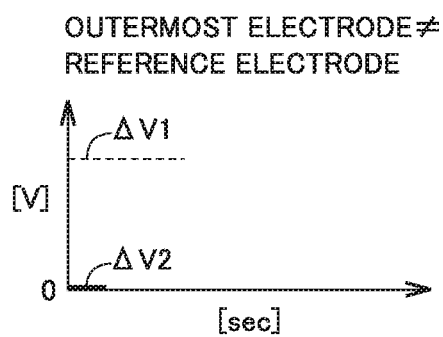 OUTERMOST ELECTRODE≠
REFERENCE ELECTRODE
ΔV1
[V]
ΔV2
0
[sec]